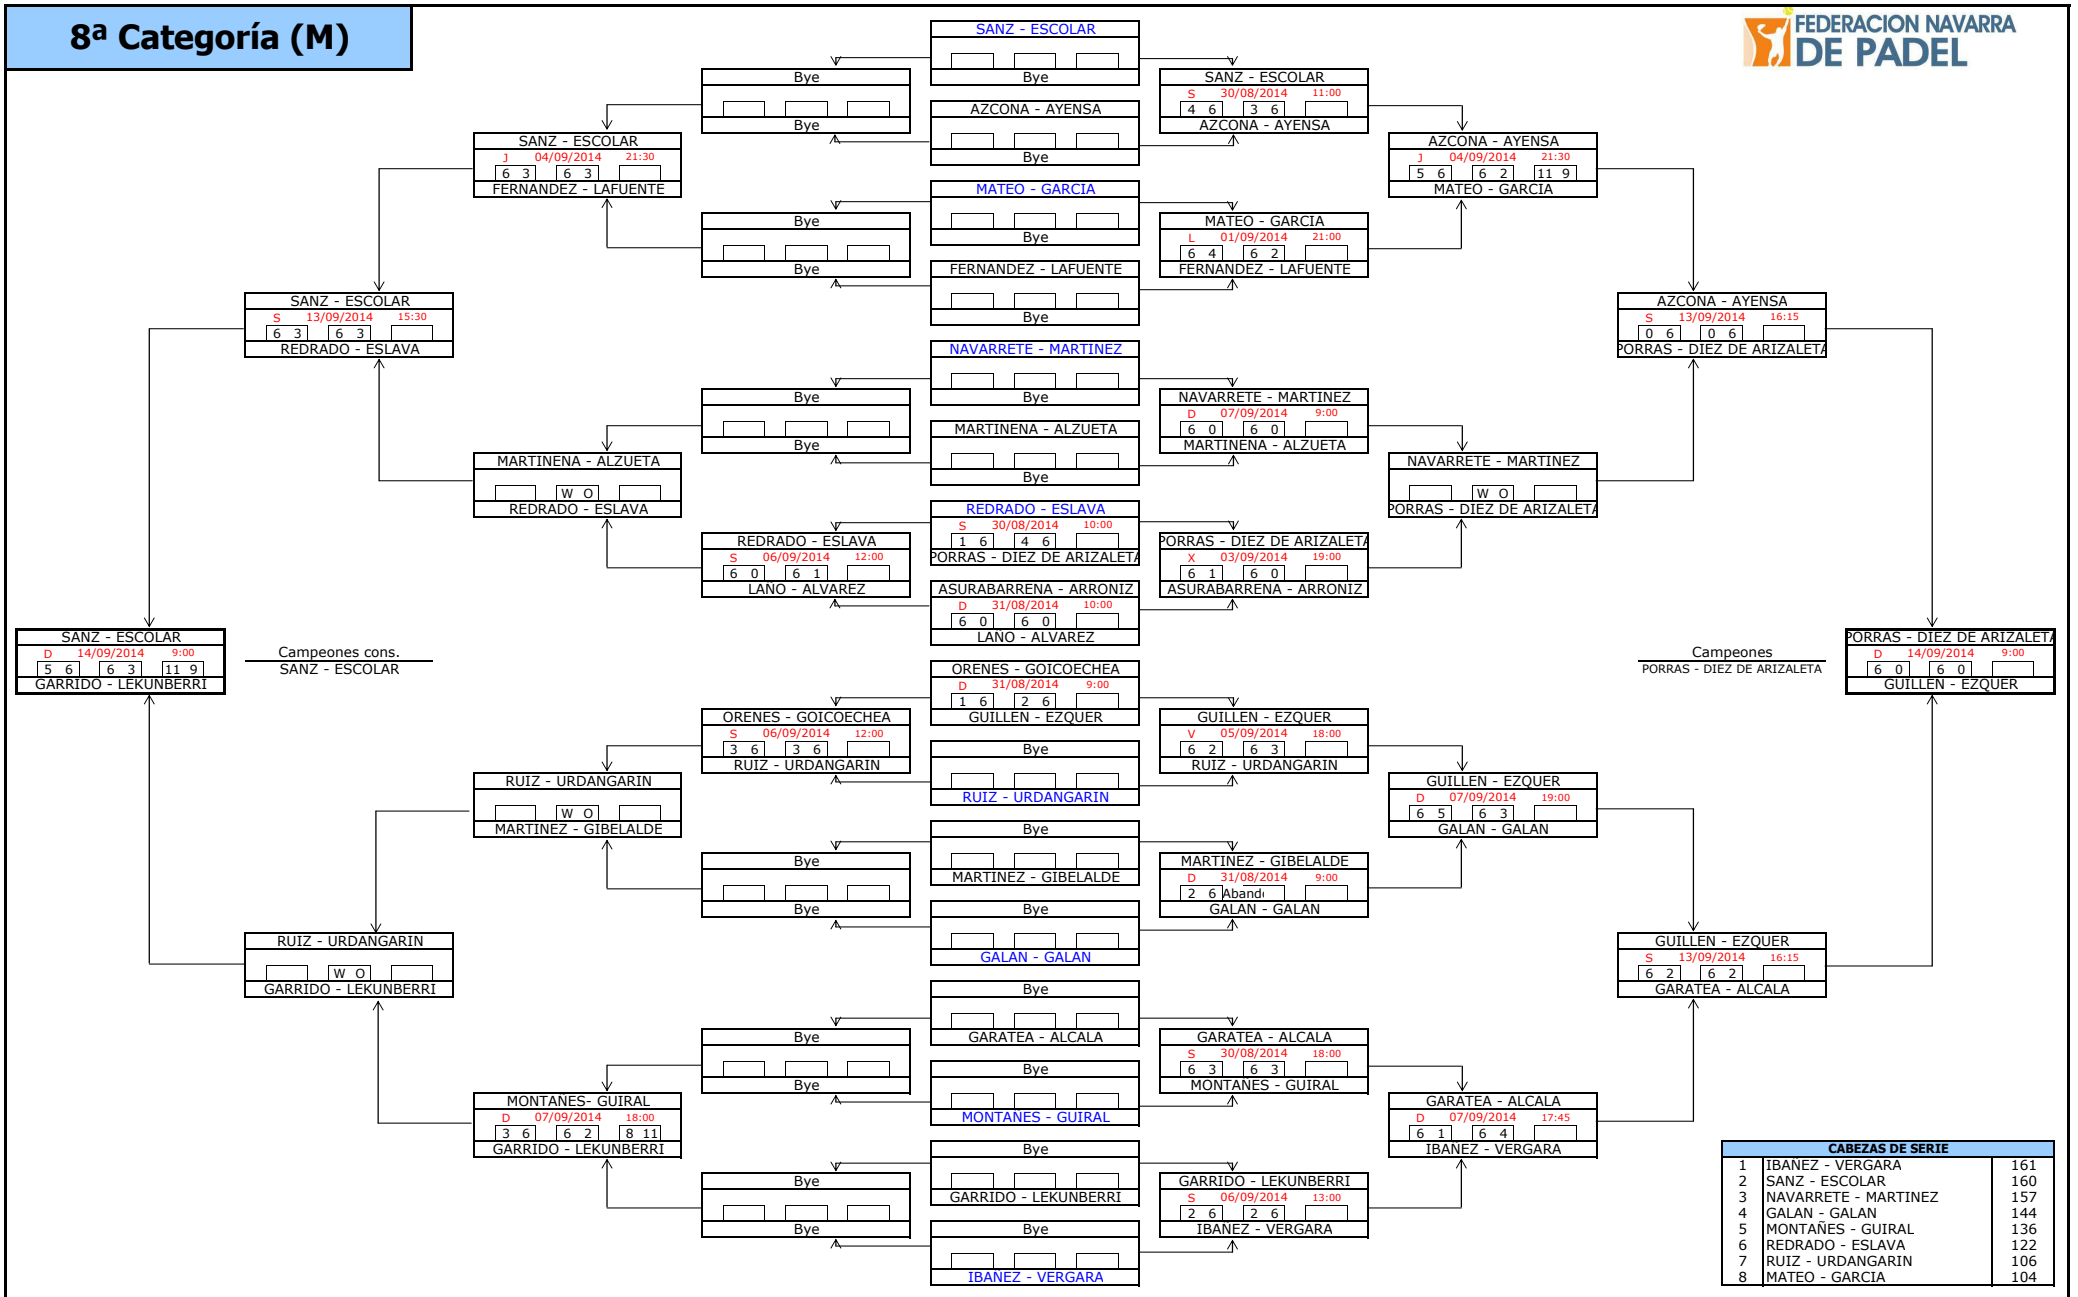 8ª Categoría (M)
FEDERACION NAVARRA
DE PADEL
SANZ - ESCOLAR
Bye
AZCONA - AYENSA
Bye
MATEO - GARCIA
Bye
FERNANDEZ - LAFUENTE
Bye
NAVARRETE - MARTINEZ
Bye
MARTINENA - ALZUETA
Bye
REDRADO - ESLAVA
S 30/08/2014 10:00
1 6 4 6
PORRAS - DIEZ DE ARIZALETA
ASURABARRENA - ARRONIZ
D 31/08/2014 10:00
6 0 6 0
LAÑO - ALVAREZ
ORENES - GOICOECHEA
D 31/08/2014 9:00
1 6 2 6
GUILLEN - EZQUER
Bye
RUIZ - URDANGARIN
Bye
MARTINEZ - GIBELALDE
Bye
GALAN - GALAN
Bye
GARATEA - ALCALA
Bye
MONTAÑES - GUIRAL
Bye
GARRIDO - LEKUNBERRI
Bye
IBAÑEZ - VERGARA
Bye
Bye
Bye
Bye
Bye
Bye
REDRADO - ESLAVA
S 06/09/2014 12:00
6 0 6 1
LAÑO - ALVAREZ
ORENES - GOICOECHEA
S 06/09/2014 12:00
3 6 3 6
RUIZ - URDANGARIN
Bye
Bye
Bye
Bye
Bye
Bye
SANZ - ESCOLAR
J 04/09/2014 21:30
6 3 6 3
FERNANDEZ - LAFUENTE
MARTINENA - ALZUETA
W O
REDRADO - ESLAVA
RUIZ - URDANGARIN
W O
MARTINEZ - GIBELALDE
MONTAÑES- GUIRAL
D 07/09/2014 18:00
3 6 6 2 8 11
GARRIDO - LEKUNBERRI
SANZ - ESCOLAR
S 13/09/2014 15:30
6 3 6 3
REDRADO - ESLAVA
RUIZ - URDANGARIN
W O
GARRIDO - LEKUNBERRI
SANZ - ESCOLAR
D 14/09/2014 9:00
5 6 6 3 11 9
GARRIDO - LEKUNBERRI
Campeones cons.
SANZ - ESCOLAR
SANZ - ESCOLAR
S 30/08/2014 11:00
4 6 3 6
AZCONA - AYENSA
MATEO - GARCIA
L 01/09/2014 21:00
6 4 6 2
FERNANDEZ - LAFUENTE
NAVARRETE - MARTINEZ
D 07/09/2014 9:00
6 0 6 0
MARTINENA - ALZUETA
PORRAS - DIEZ DE ARIZALETA
X 03/09/2014 19:00
6 1 6 0
ASURABARRENA - ARRONIZ
GUILLEN - EZQUER
V 05/09/2014 18:00
6 2 6 3
RUIZ - URDANGARIN
MARTINEZ - GIBELALDE
D 31/08/2014 9:00
2 6 Aband
GALAN - GALAN
GARATEA - ALCALA
S 30/08/2014 18:00
6 3 6 3
MONTAÑES - GUIRAL
GARRIDO - LEKUNBERRI
S 06/09/2014 13:00
2 6 2 6
IBAÑEZ - VERGARA
AZCONA - AYENSA
J 04/09/2014 21:30
5 6 6 2 11 9
MATEO - GARCIA
NAVARRETE - MARTINEZ
W O
PORRAS - DIEZ DE ARIZALETA
GUILLEN - EZQUER
D 07/09/2014 19:00
6 5 6 3
GALAN - GALAN
GARATEA - ALCALA
D 07/09/2014 17:45
6 1 6 4
IBAÑEZ - VERGARA
AZCONA - AYENSA
S 13/09/2014 16:15
0 6 0 6
PORRAS - DIEZ DE ARIZALETA
GUILLEN - EZQUER
S 13/09/2014 16:15
6 2 6 2
GARATEA - ALCALA
Campeones
PORRAS - DIEZ DE ARIZALETA
PORRAS - DIEZ DE ARIZALETA
D 14/09/2014 9:00
6 0 6 0
GUILLEN - EZQUER
CABEZAS DE SERIE
1 IBAÑEZ - VERGARA 161
2 SANZ - ESCOLAR 160
3 NAVARRETE - MARTINEZ 157
4 GALAN - GALAN 144
5 MONTAÑES - GUIRAL 136
6 REDRADO - ESLAVA 122
7 RUIZ - URDANGARIN 106
8 MATEO - GARCIA 104